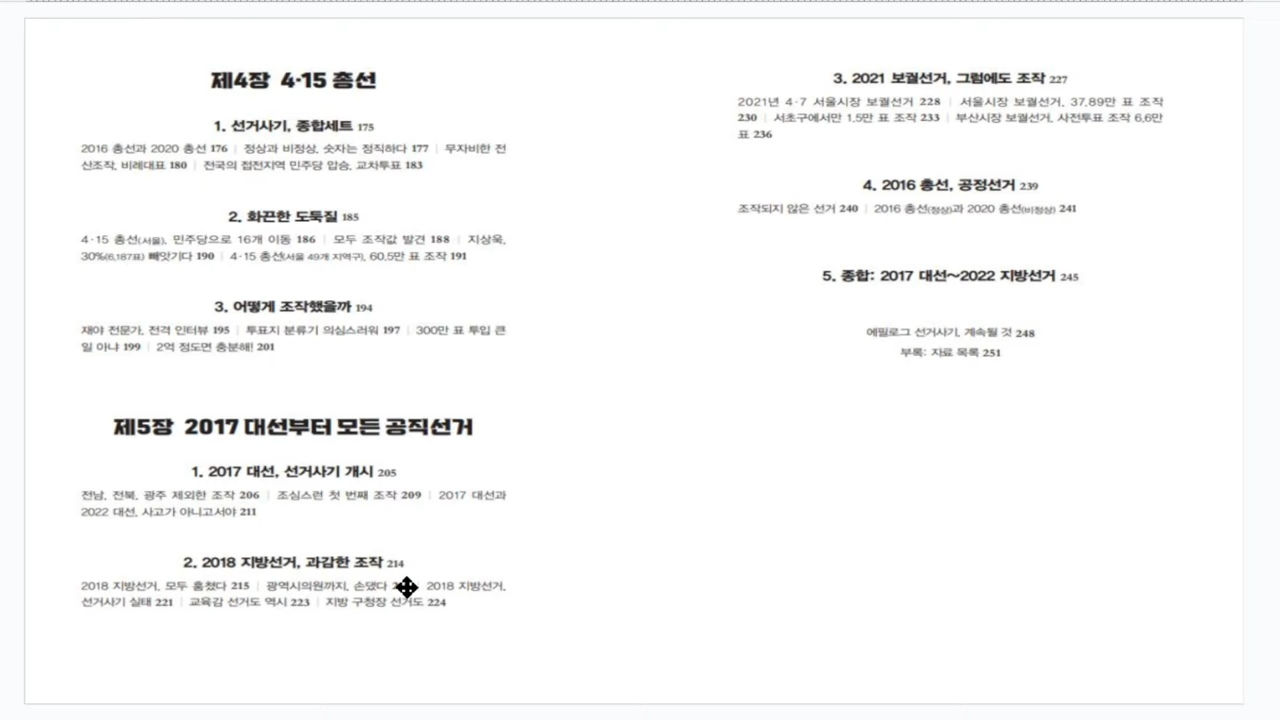 제4장 4·15 총선
1. 선거사기, 종합세트 175
2016 총선과 2020 총선 176 | 정상과 비정상, 숫자는 정직하다 177 | 무자비한 전
산조작, 비례대표 180 | 전국의 접전지역 민주당 압승, 교차투표 183
2. 화끈한 도둑질 185
4·15 총선(서울), 민주당으로 16개 이동 186 | 모두 조작값 발견 188 | 지상욱,
30%(6,187표) 빼앗기다 190 | 4·15 총선(서울 49개 지역구), 60.5만 표 조작 191
3. 어떻게 조작했을까 194
재야 전문가, 전격 인터뷰 195 | 투표지 분류기 의심스러워 197 | 300만 표 투입 큰
일 아냐 199 | 2억 정도면 충분해! 201
제5장 2017 대선부터 모든 공직선거
1. 2017 대선, 선거사기 개시 205
전남, 전북, 광주 제외한 조작 206 | 조심스런 첫 번째 조작 209 | 2017 대선과
2022 대선, 사고가 아니고서야 211
2. 2018 지방선거, 과감한 조작 214
2018 지방선거, 모두 훔쳤다 215 | 광역시의원까지, 손댔다 2018 지방선거,
선거사기 실태 221 | 교육감 선거도 역시 223 | 지방 구청장 선거도 224
3. 2021 보궐선거, 그럼에도 조작 227
2021년 4·7 서울시장 보궐선거 228 | 서울시장 보궐선거, 37.89만 표 조작
230 | 서초구에서만 1.5만 표 조작 233 | 부산시장 보궐선거, 사전투표 조작 6.6만
표 236
4. 2016 총선, 공정선거 239
조작되지 않은 선거 240 | 2016 총선(정상)과 2020 총선(비정상) 241
5. 종합: 2017 대선~2022 지방선거 245
에필로그 선거사기, 계속될 것 248
부록: 자료 목록 251